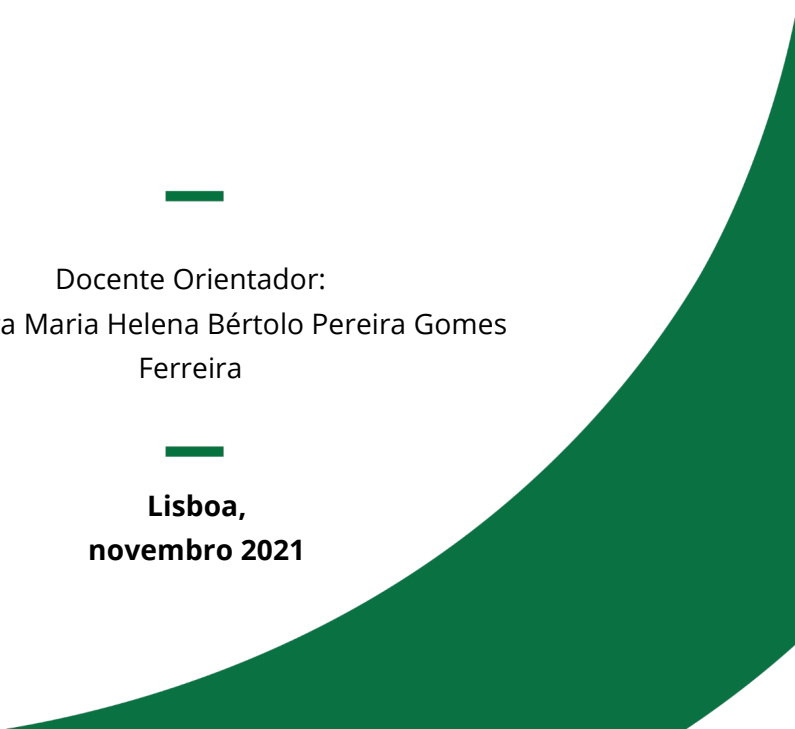 Docente Orientador:
a Maria Helena Bértolo Pereira Gomes
Ferreira
Lisboa,
novembro 2021